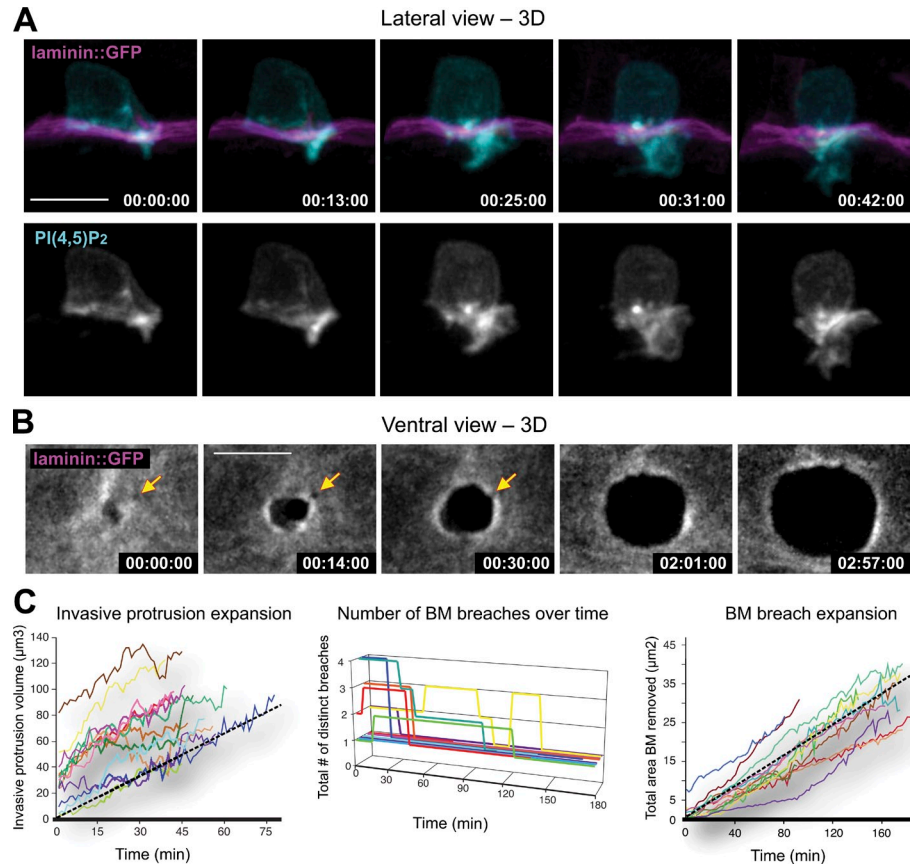 A
Lateral view – 3D
laminin::GFP
00:00:00
00:13:00
00:25:00
00:31:00
00:42:00
PI(4,5)P2
B
Ventral view – 3D
laminin::GFP
00:00:00
00:14:00
00:30:00
02:01:00
02:57:00
C
Invasive protrusion expansion
Invasive protrusion volume (µm3)
140
120
100
80
60
40
20
0
0 15 30 45 60 75
Time (min)
Number of BM breaches over time
Total # of distinct breaches
4
3
2
1
0
0
30
60
90
120
150
180
Time (min)
BM breach expansion
Total area BM removed (µm2)
45
35
25
15
5
0
0 40 80 120 160
Time (min)